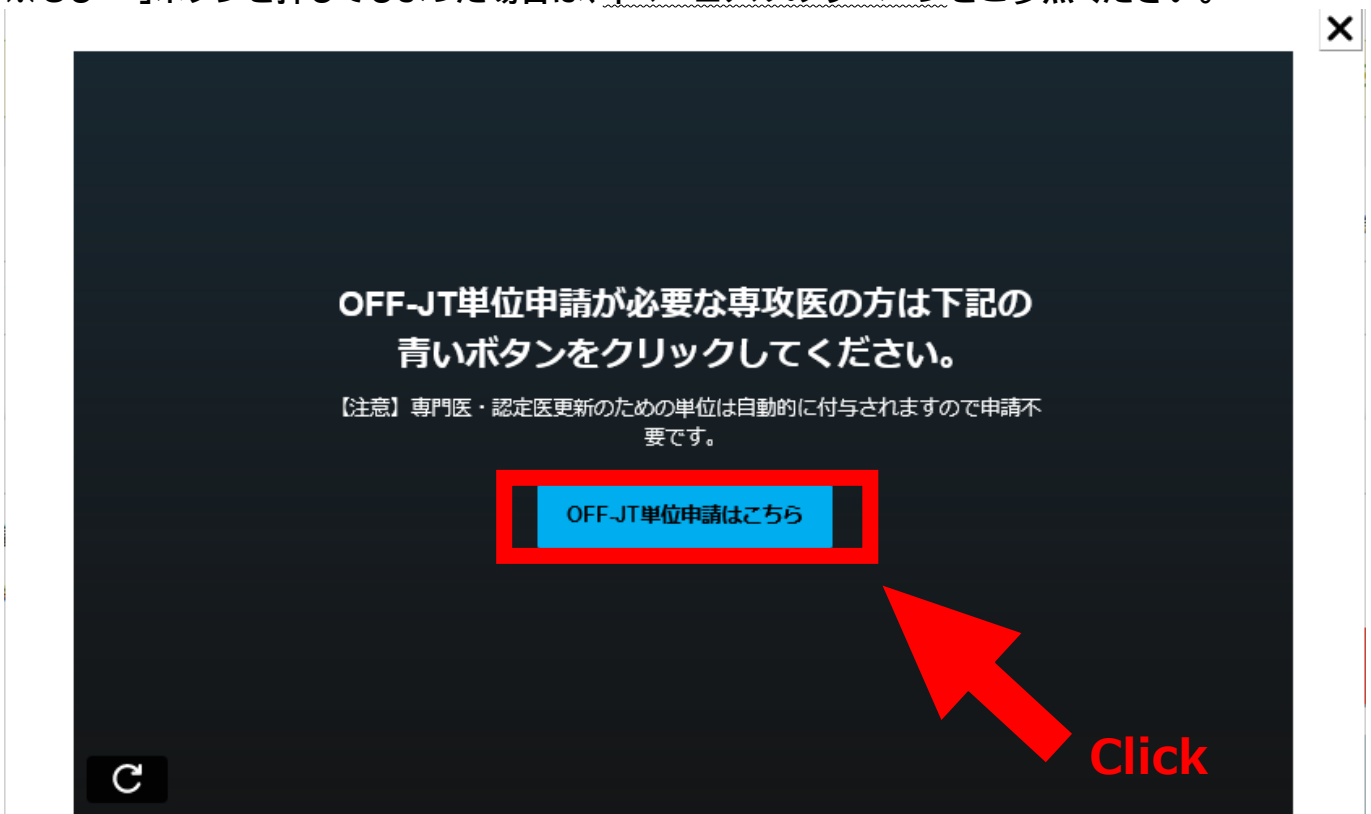 OFF-JT単位申請が必要な専攻医の方は下記の
青いボタンをクリックしてください。
【注意】専門医・認定医更新のための単位は自動的に付与されますので申請不
要です。
OFF-JT単位申請はこちら
Click